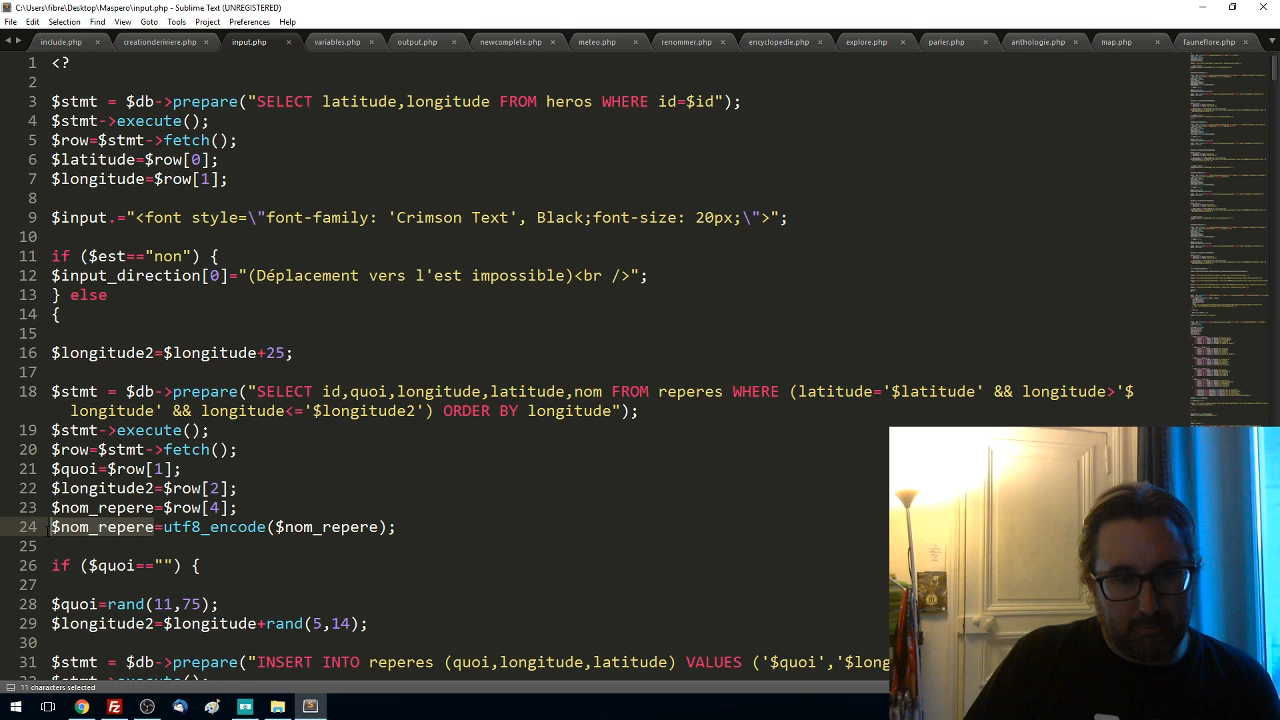 C:\Users\fibre\Desktop\Maspero\input.php - Sublime Text (UNREGISTERED)
File Edit Selection Find View Goto Tools Project Preferences Help
include.php creationderiviere.php input.php variables.php output.php newcomplete.php meteo.php renommer.php encyclopedie.php explore.php parler.php anthologie.php map.php fauneflore.php
1 <?
2
3 $stmt = $db->prepare("SELECT latitude,longitude FROM heros WHERE id=$id");
4 $stmt->execute();
5 $row=$stmt->fetch();
6 $latitude=$row[0];
7 $longitude=$row[1];
8
9 $input.="<font style=\"font-family: 'Crimson Text', Black;font-size: 20px;\">";
10
11 if ($est=="non") {
12 $input_direction[0]="(Déplacement vers l'est impossible)<br />";
13 } else
14 {
15
16 $longitude2=$longitude+25;
17
18 $stmt = $db->prepare("SELECT id,quoi,longitude,latitude,nom FROM reperes WHERE (latitude='$latitude' && longitude>'$
longitude' && longitude<='$longitude2') ORDER BY longitude");
19 $stmt->execute();
20 $row=$stmt->fetch();
21 $quoi=$row[1];
22 $longitude2=$row[2];
23 $nom_repere=$row[4];
24 $nom_repere=utf8_encode($nom_repere);
25
26 if ($quoi=="") {
27
28 $quoi=rand(11,75);
29 $longitude2=$longitude+rand(5,14);
30
31 $stmt = $db->prepare("INSERT INTO reperes (quoi,longitude,latitude) VALUES ('$quoi','$long
11 characters selected